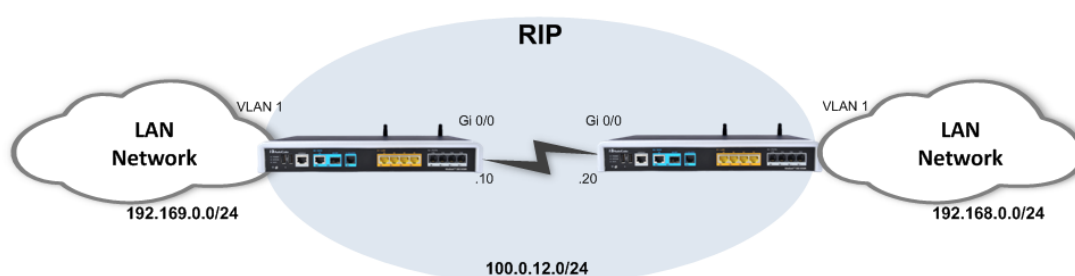 RIP
VLAN 1
LAN
Network
192.169.0.0/24
Gi 0/0
.10
Gi 0/0
.20
VLAN 1
LAN
Network
192.168.0.0/24
100.0.12.0/24